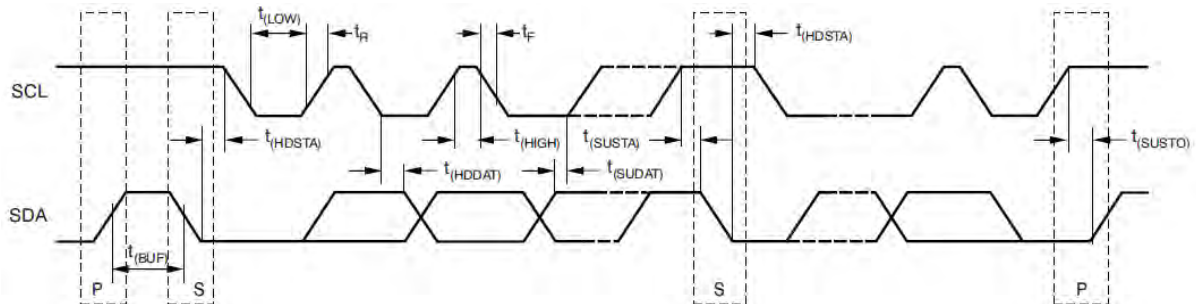 t(LOW) tR tF t(HDSTA)
SCL
t(HDSTA) t(HIGH) t(SUSTA) t(SUSTO)
t(HDDAT) t(SUDAT)
SDA
t(BUF)
P S S P